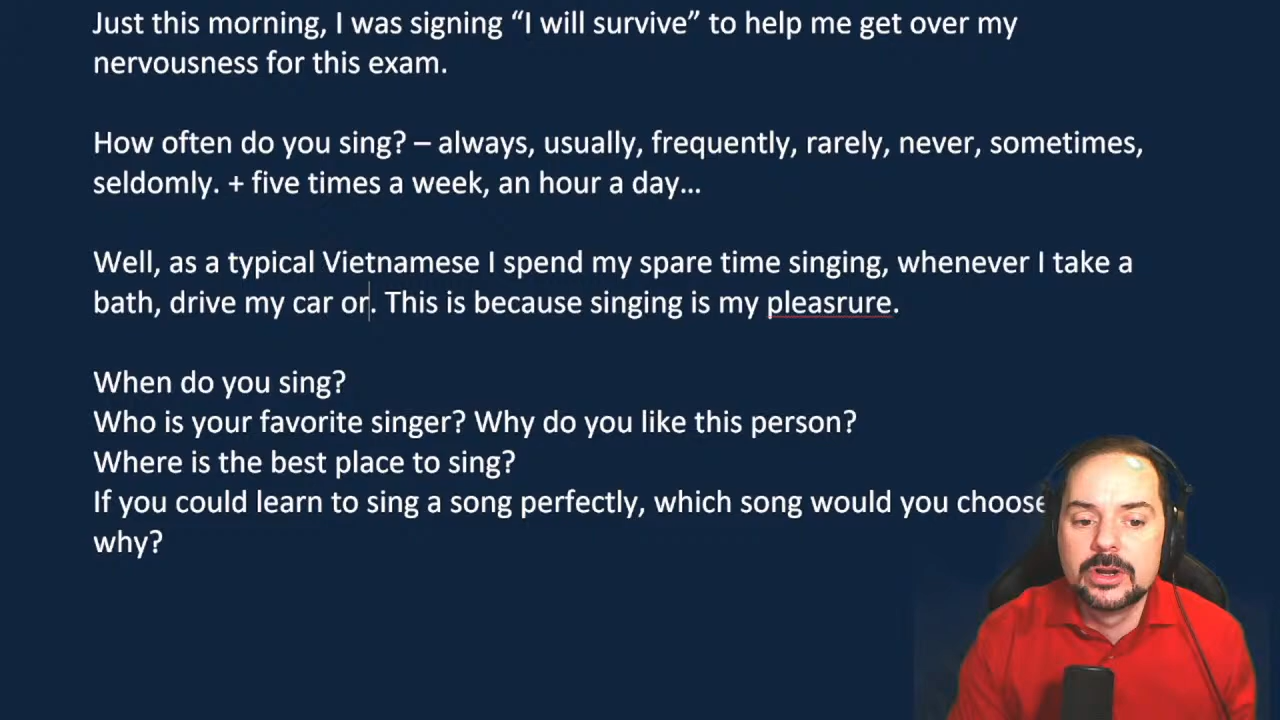 Just this morning, I was signing “I will survive” to help me get over my
nervousness for this exam.
How often do you sing? – always, usually, frequently, rarely, never, sometimes,
seldomly. + five times a week, an hour a day…
Well, as a typical Vietnamese I spend my spare time singing, whenever I take a
bath, drive my car or. This is because singing is my pleasrure.
When do you sing?
Who is your favorite singer? Why do you like this person?
Where is the best place to sing?
If you could learn to sing a song perfectly, which song would you choose
why?